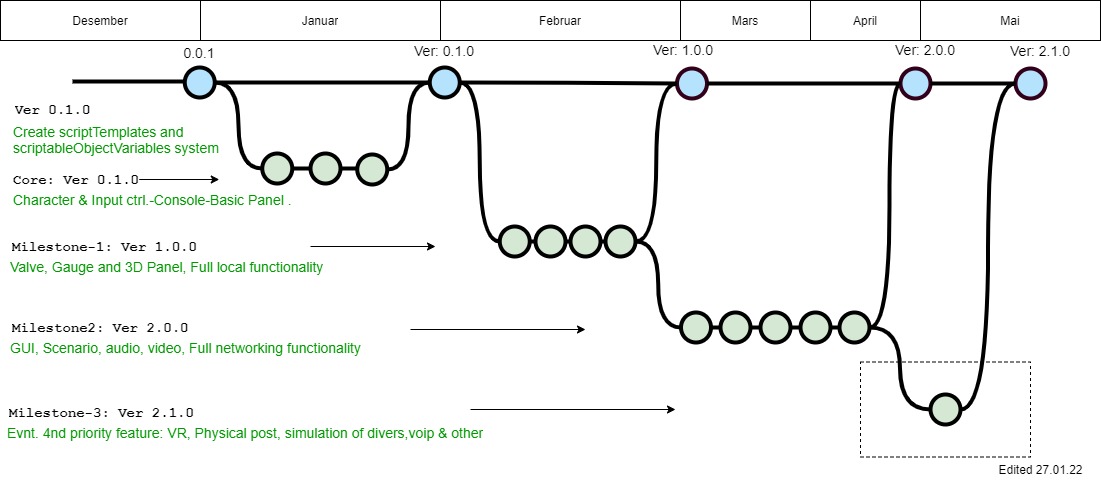 Desember Januar Februar Mars April Mai
0.0.1 Ver: 0.1.0 Ver: 1.0.0 Ver: 2.0.0 Ver: 2.1.0
Ver 0.1.0
Create scriptTemplates and
scriptableObjectVariables system
Core: Ver 0.1.0
Character & Input ctrl.-Console-Basic Panel .
Milestone-1: Ver 1.0.0
Valve, Gauge and 3D Panel, Full local functionality
Milestone2: Ver 2.0.0
GUI, Scenario, audio, video, Full networking functionality
Milestone-3: Ver 2.1.0
Evnt. 4nd priority feature: VR, Physical post, simulation of divers,voip & other
Edited 27.01.22